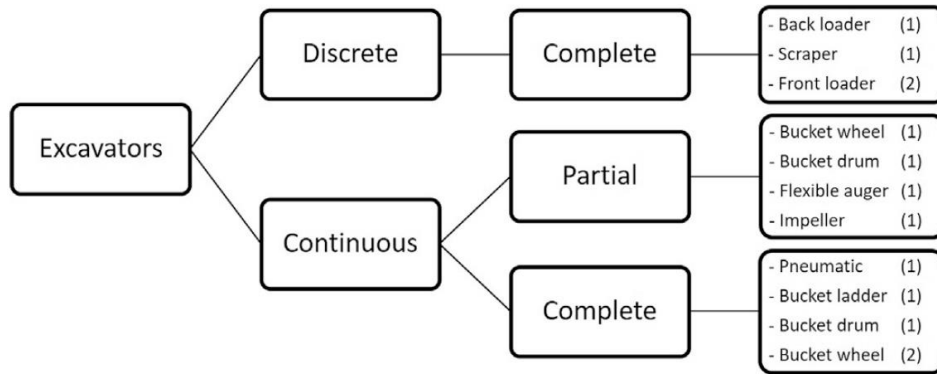 Excavators
Discrete
Complete
- Back loader (1)
- Scraper (1)
- Front loader (2)
Continuous
Partial
- Bucket wheel (1)
- Bucket drum (1)
- Flexible auger (1)
- Impeller (1)
Complete
- Pneumatic (1)
- Bucket ladder (1)
- Bucket drum (1)
- Bucket wheel (2)